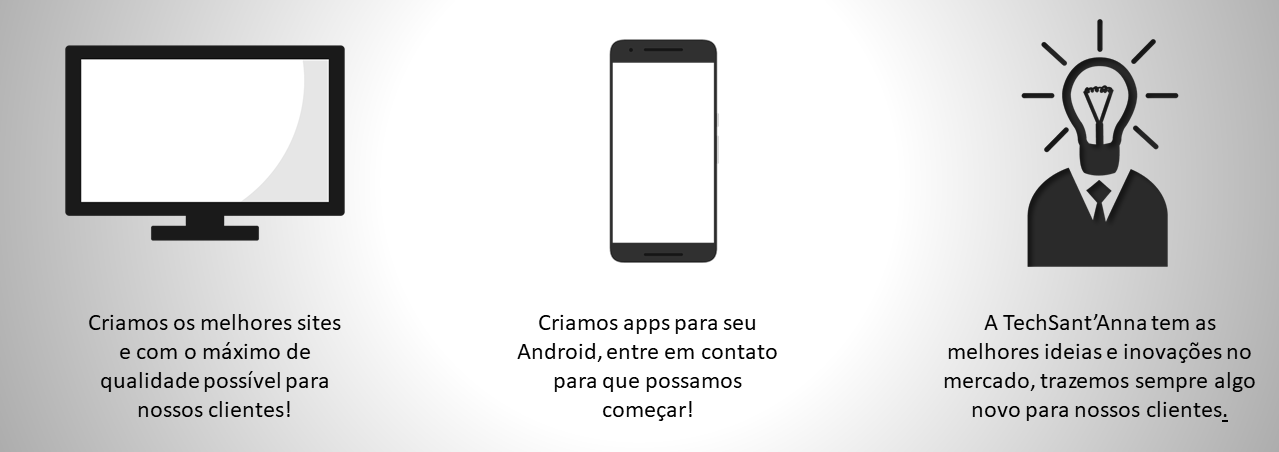 Criamos os melhores sites
e com o máximo de
qualidade possível para
nossos clientes!
Criamos apps para seu
Android, entre em contato
para que possamos
começar!
A TechSant’Anna tem as
melhores ideias e inovações no
mercado, trazemos sempre algo
novo para nossos clientes.